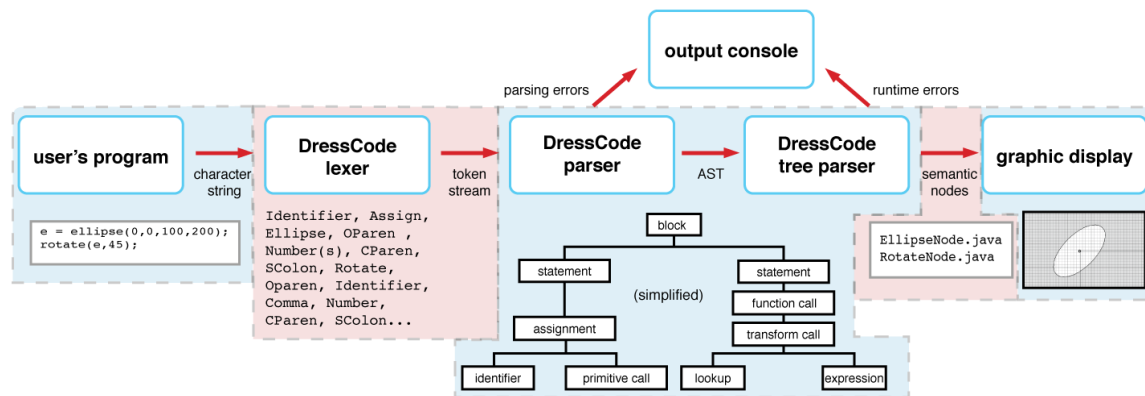 output console
parsing errors
runtime errors
user's program
DressCode
lexer
DressCode
parser
DressCode
tree parser
graphic display
character
string
token
stream
AST
semantic
nodes
e = ellipse(0,0,100,200);
rotate(e,45);
Identifier, Assign,
Ellipse, OParen ,
Number(s), CParen,
SColon, Rotate,
Oparen, Identifier,
Comma, Number,
CParen, SColon...
block
statement
statement
(simplified)
function call
assignment
transform call
identifier
primitive call
lookup
expression
EllipseNode.java
RotateNode.java